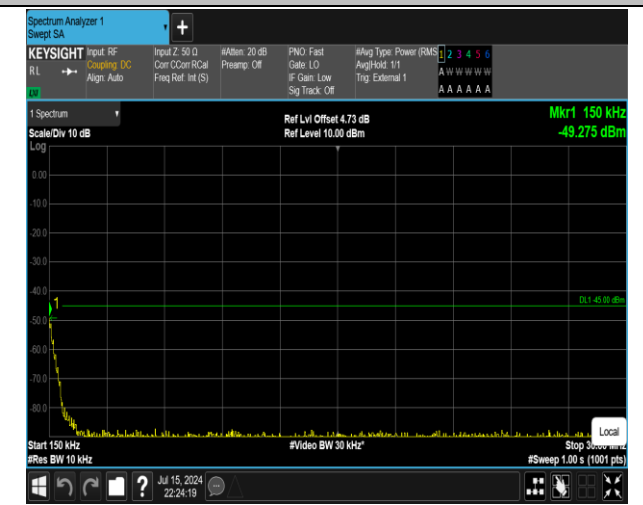 Spectrum Analyzer 1
Swept SA
+
KEYSIGHT Input: RF Input Z: 50 Ω #Atten: 20 dB PNO: Fast #Avg Type: Power (RMS 1 2 3 4 5 6
RL Coupling: DC Corr CCorr RCal Preamp: Off Gate: LO Avg|Hold: 1/1 A W W W W W
Align: Auto Freq Ref: Int (S) IF Gain: Low Trig: External 1
Sig Track: Off A A A A A A
1 Spectrum Ref Lvl Offset 4.73 dB Mkr1 150 kHz
Scale/Div 10 dB Ref Level 10.00 dBm -49.275 dBm
Log
0.00
-10.0
-20.0
-30.0
-40.0
1
DL1 -45.00 dBm
-50.0
-60.0
-70.0
-80.0
Local
Start 150 kHz #Video BW 30 kHz* Stop
#Res BW 10 kHz #Sweep 1.00 s (1001 pts)
? Jul 15, 2024
22:24:19